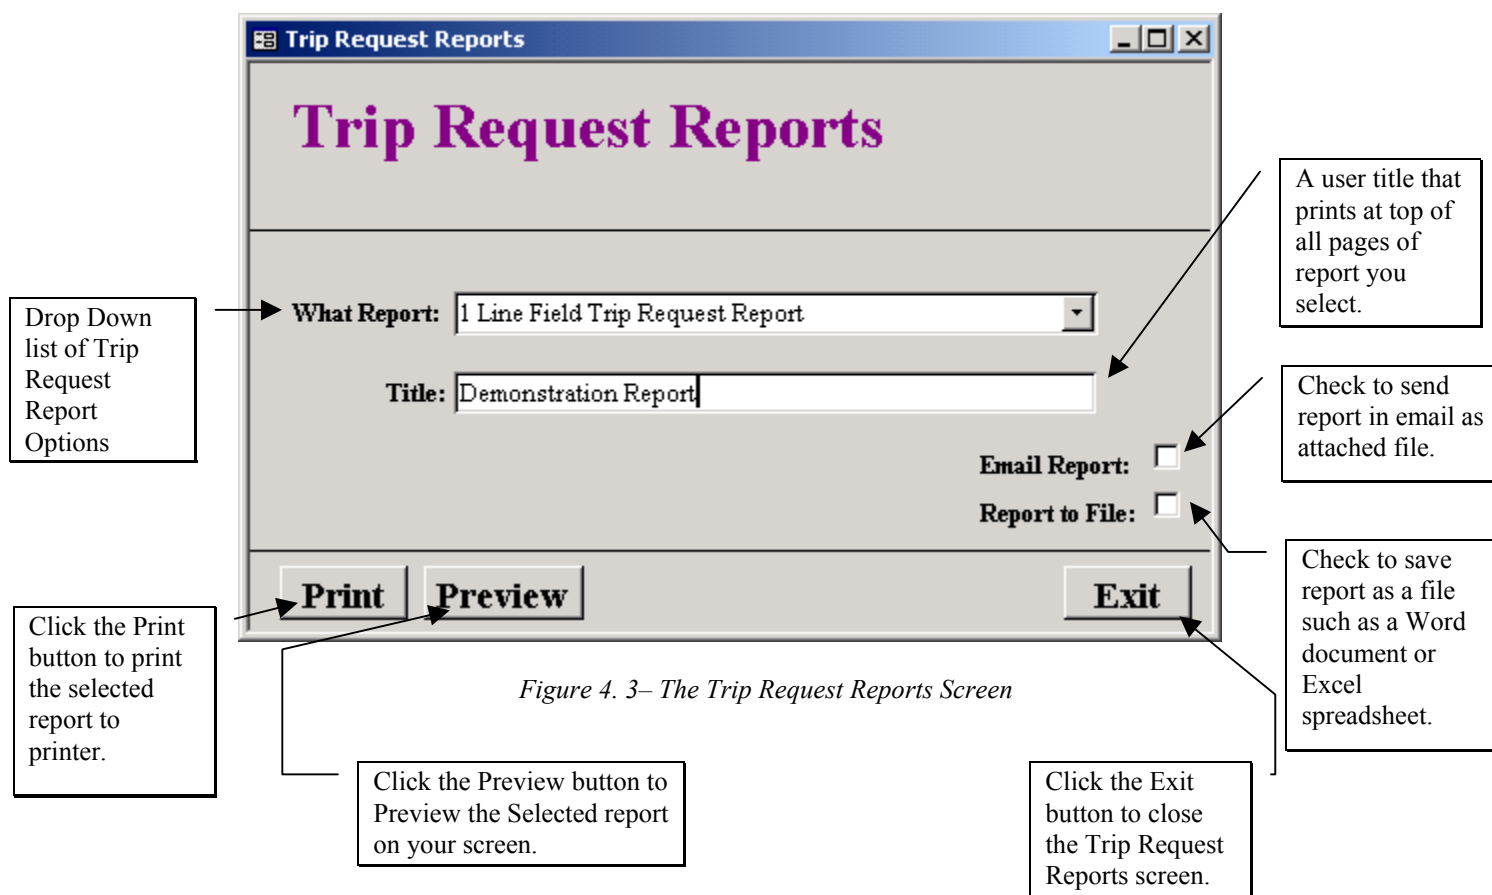 Trip Request Reports
Trip Request Reports
What Report: 1 Line Field Trip Request Report
Title: Demonstration Report
Email Report:
Report to File:
Print Preview Exit
Drop Down
list of Trip
Request
Report
Options
A user title that
prints at top of
all pages of
report you
select.
Check to send
report in email as
attached file.
Check to save
report as a file
such as a Word
document or
Excel
spreadsheet.
Click the Print
button to print
the selected
report to
printer.
Figure 4. 3– The Trip Request Reports Screen
Click the Preview button to
Preview the Selected report
on your screen.
Click the Exit
button to close
the Trip Request
Reports screen.